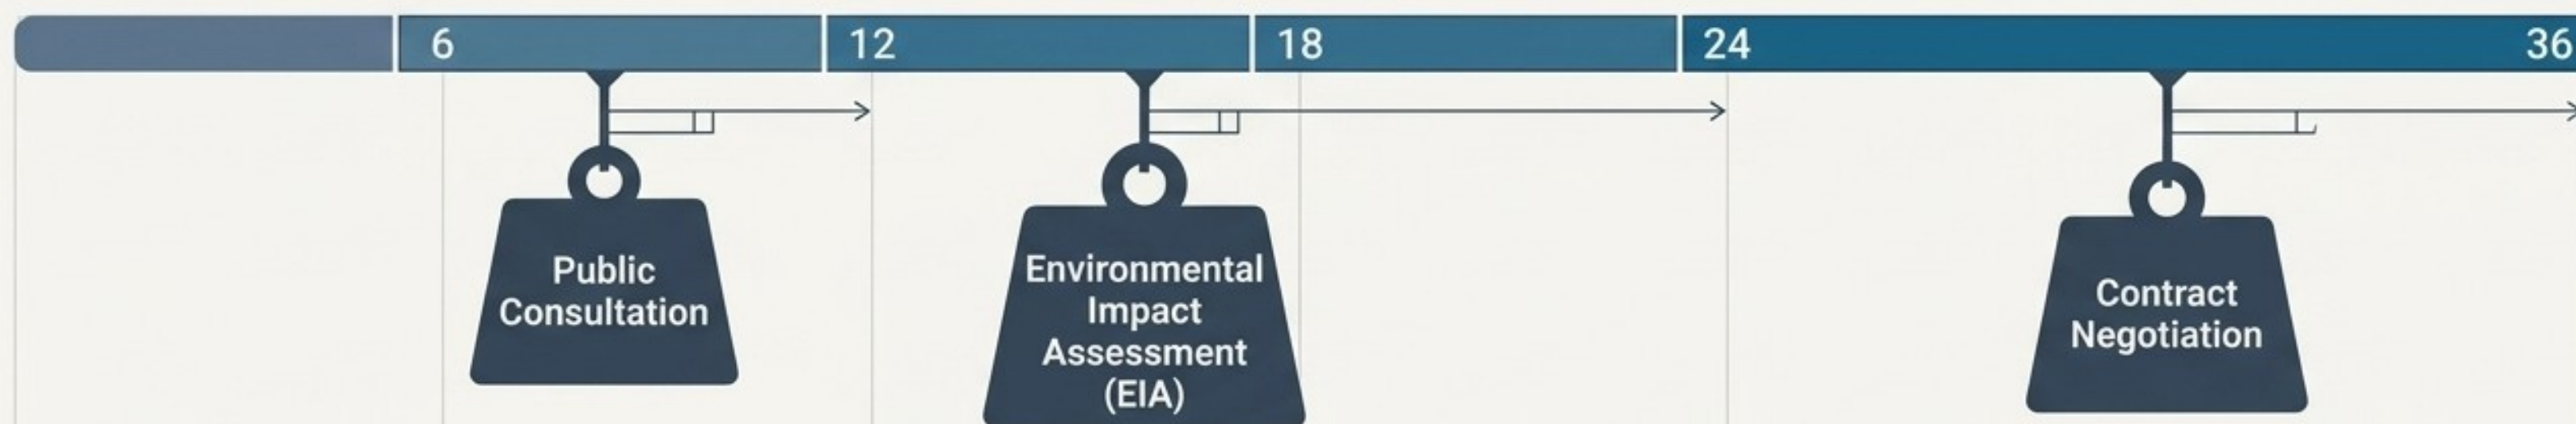 6 12 18 24 36
Public
Consultation
Environmental
Impact
Assessment
(EIA)
Contract
Negotiation